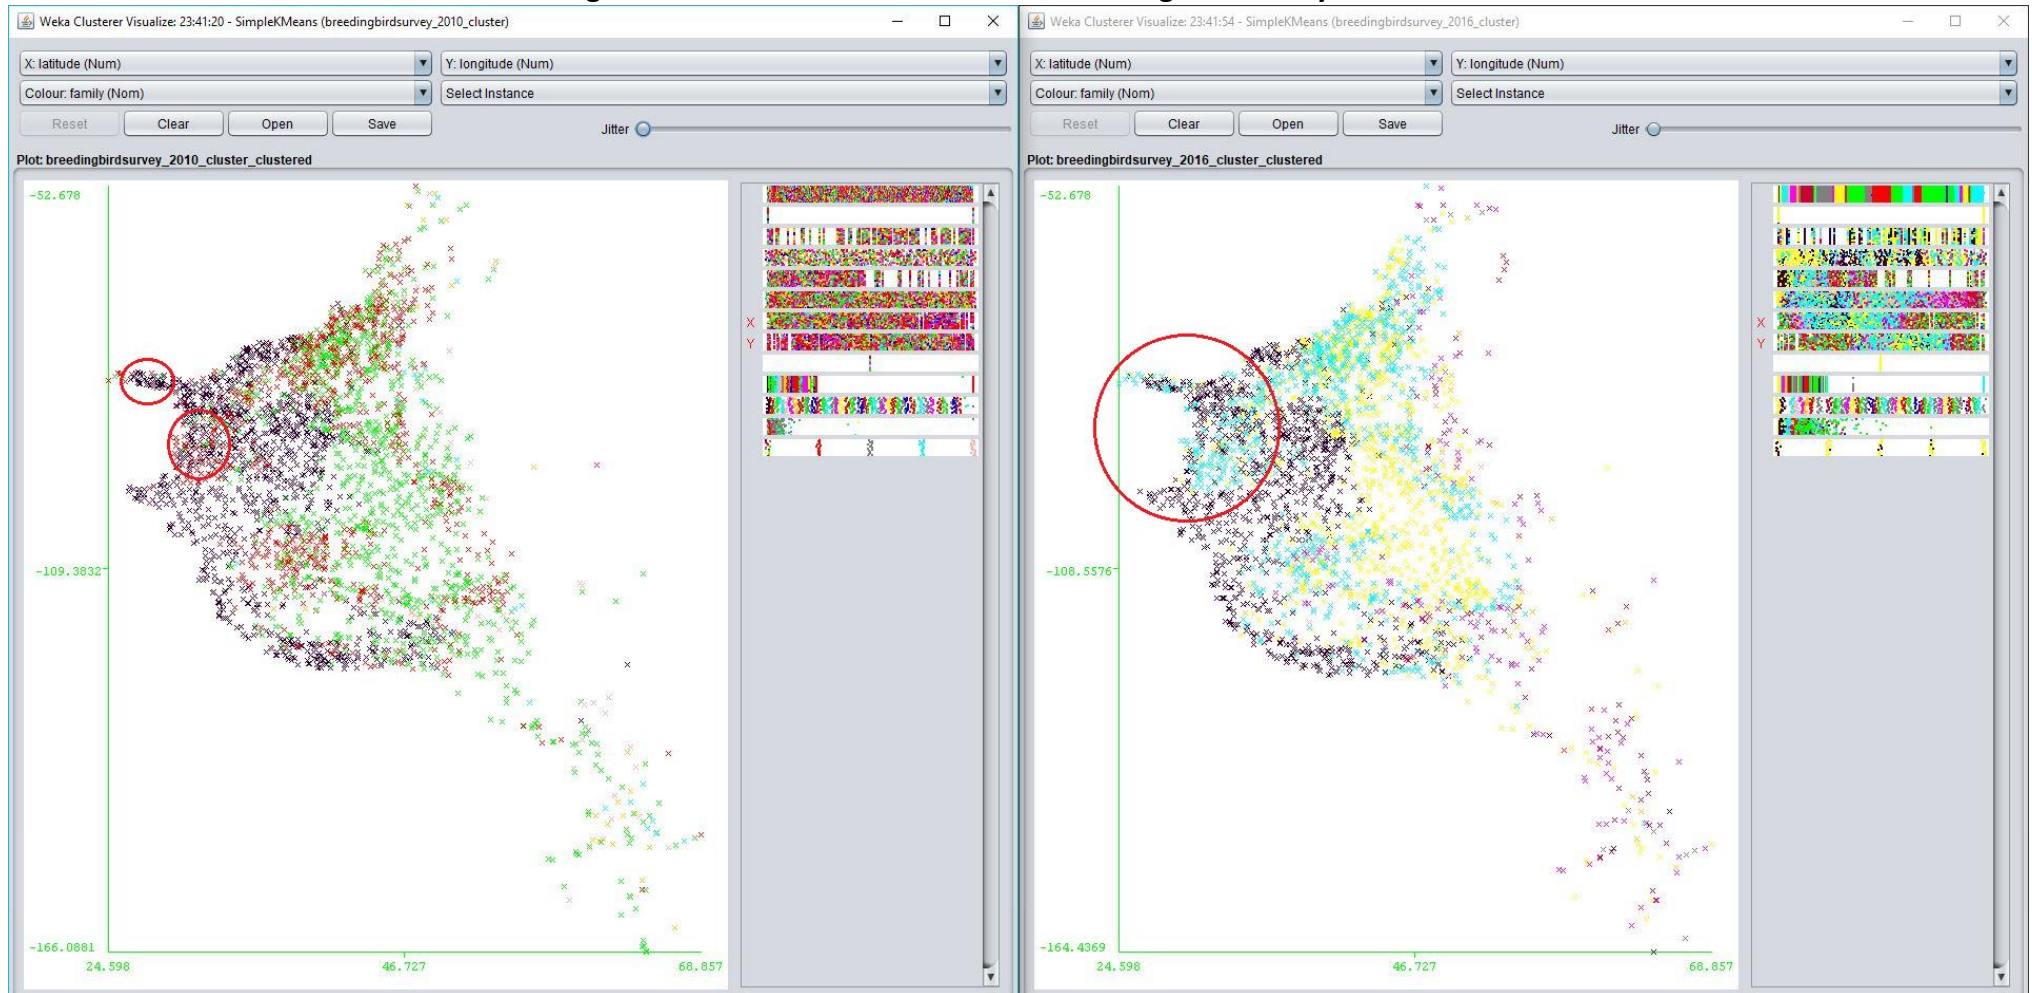 Weka Clusterer Visualize: 23:41:20 - SimpleKMeans (breedingbirdsurvey_2010_cluster)
X: latitude (Num)
Y: longitude (Num)
Colour: family (Nom)
Select Instance
Reset
Clear
Open
Save
Jitter
Plot: breedingbirdsurvey_2010_cluster_clustered
-52.678
-109.3832
-166.0881
24.598
46.727
68.857
X
Y
Weka Clusterer Visualize: 23:41:54 - SimpleKMeans (breedingbirdsurvey_2016_cluster)
X: latitude (Num)
Y: longitude (Num)
Colour: family (Nom)
Select Instance
Reset
Clear
Open
Save
Jitter
Plot: breedingbirdsurvey_2016_cluster_clustered
-52.678
-108.5576
-164.4369
24.598
46.727
68.857
X
Y